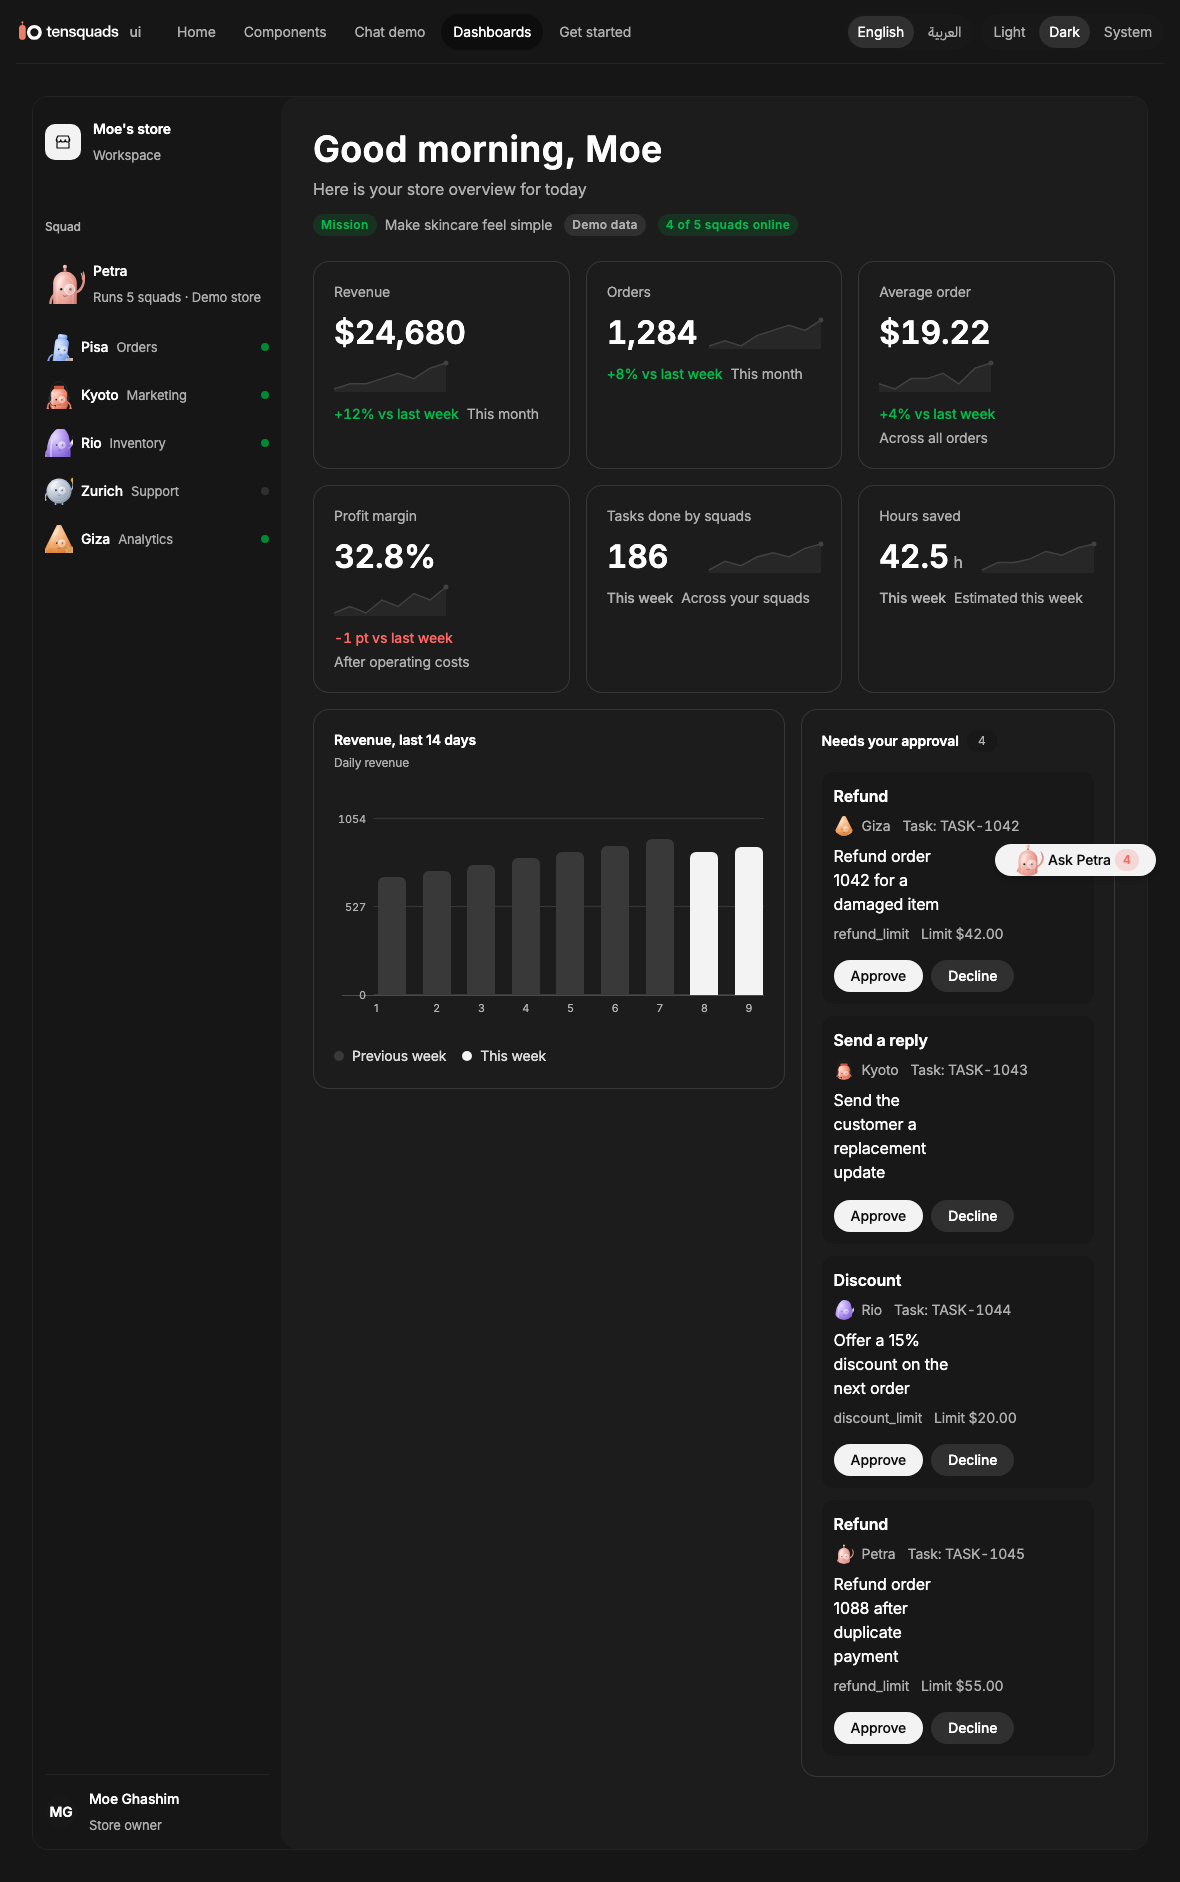 tensquads ui
Home
Components
Chat demo
Dashboards
Get started
English
العربية
Light
Dark
System
Moe's store
Workspace
Squad
Petra
Runs 5 squads · Demo store
Pisa Orders
Kyoto Marketing
Rio Inventory
Zurich Support
Giza Analytics
MG
Moe Ghashim
Store owner
Good morning, Moe
Here is your store overview for today
Mission Make skincare feel simple Demo data 4 of 5 squads online
Revenue
$24,680
+12% vs last week This month
Orders
1,284
+8% vs last week This month
Average order
$19.22
+4% vs last week
Across all orders
Profit margin
32.8%
-1 pt vs last week
After operating costs
Tasks done by squads
186
This week Across your squads
Hours saved
42.5 h
This week Estimated this week
Revenue, last 14 days
Daily revenue
1054
527
0
1 2 3 4 5 6 7 8 9
Previous week This week
Needs your approval 4
Refund
Giza Task: TASK-1042
Refund order
1042 for a
damaged item
refund_limit Limit $42.00
Approve Decline
Ask Petra 4
Send a reply
Kyoto Task: TASK-1043
Send the
customer a
replacement
update
Approve Decline
Discount
Rio Task: TASK-1044
Offer a 15%
discount on the
next order
discount_limit Limit $20.00
Approve Decline
Refund
Petra Task: TASK-1045
Refund order
1088 after
duplicate
payment
refund_limit Limit $55.00
Approve Decline